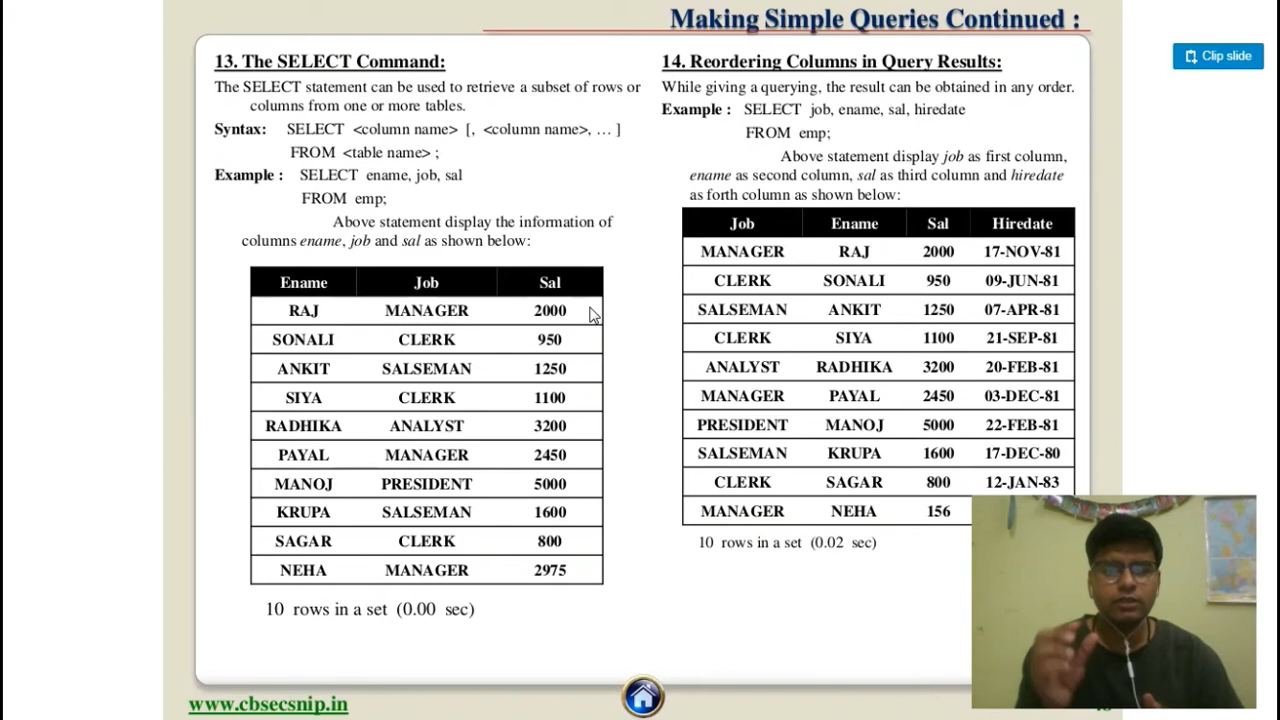 Making Simple Queries Continued :
Clip slide
13. The SELECT Command:
The SELECT statement can be used to retrieve a subset of rows or
columns from one or more tables.
Syntax: SELECT <column name> [, <column name>, … ]
FROM <table name> ;
Example : SELECT ename, job, sal
FROM emp;
Above statement display the information of
columns ename, job and sal as shown below:
Ename Job Sal
RAJ MANAGER 2000
SONALI CLERK 950
ANKIT SALSEMAN 1250
SIYA CLERK 1100
RADHIKA ANALYST 3200
PAYAL MANAGER 2450
MANOJ PRESIDENT 5000
KRUPA SALSEMAN 1600
SAGAR CLERK 800
NEHA MANAGER 2975
10 rows in a set (0.00 sec)
14. Reordering Columns in Query Results:
While giving a querying, the result can be obtained in any order.
Example : SELECT job, ename, sal, hiredate
FROM emp;
Above statement display job as first column,
ename as second column, sal as third column and hiredate
as forth column as shown below:
Job Ename Sal Hiredate
MANAGER RAJ 2000 17-NOV-81
CLERK SONALI 950 09-JUN-81
SALSEMAN ANKIT 1250 07-APR-81
CLERK SIYA 1100 21-SEP-81
ANALYST RADHIKA 3200 20-FEB-81
MANAGER PAYAL 2450 03-DEC-81
PRESIDENT MANOJ 5000 22-FEB-81
SALSEMAN KRUPA 1600 17-DEC-80
CLERK SAGAR 800 12-JAN-83
MANAGER NEHA 156
10 rows in a set (0.02 sec)
www.cbsecsnip.in